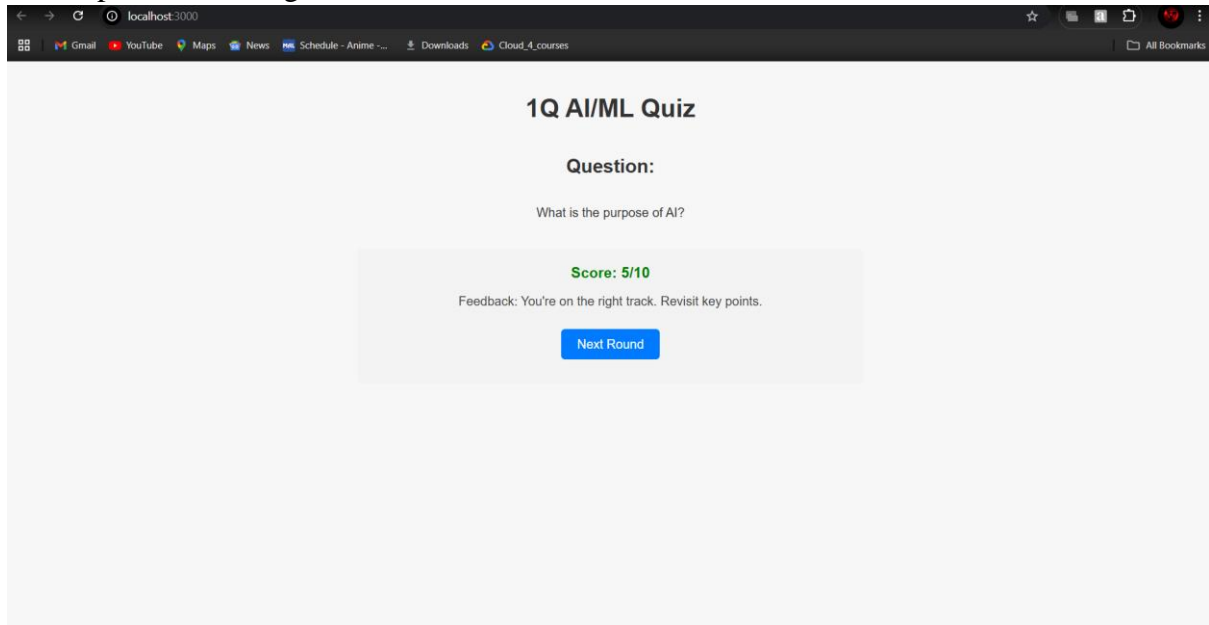 localhost:3000
Gmail YouTube Maps News Schedule - Anime -... Downloads Cloud_4_courses All Bookmarks
1Q AI/ML Quiz
Question:
What is the purpose of AI?
Score: 5/10
Feedback: You're on the right track. Revisit key points.
Next Round